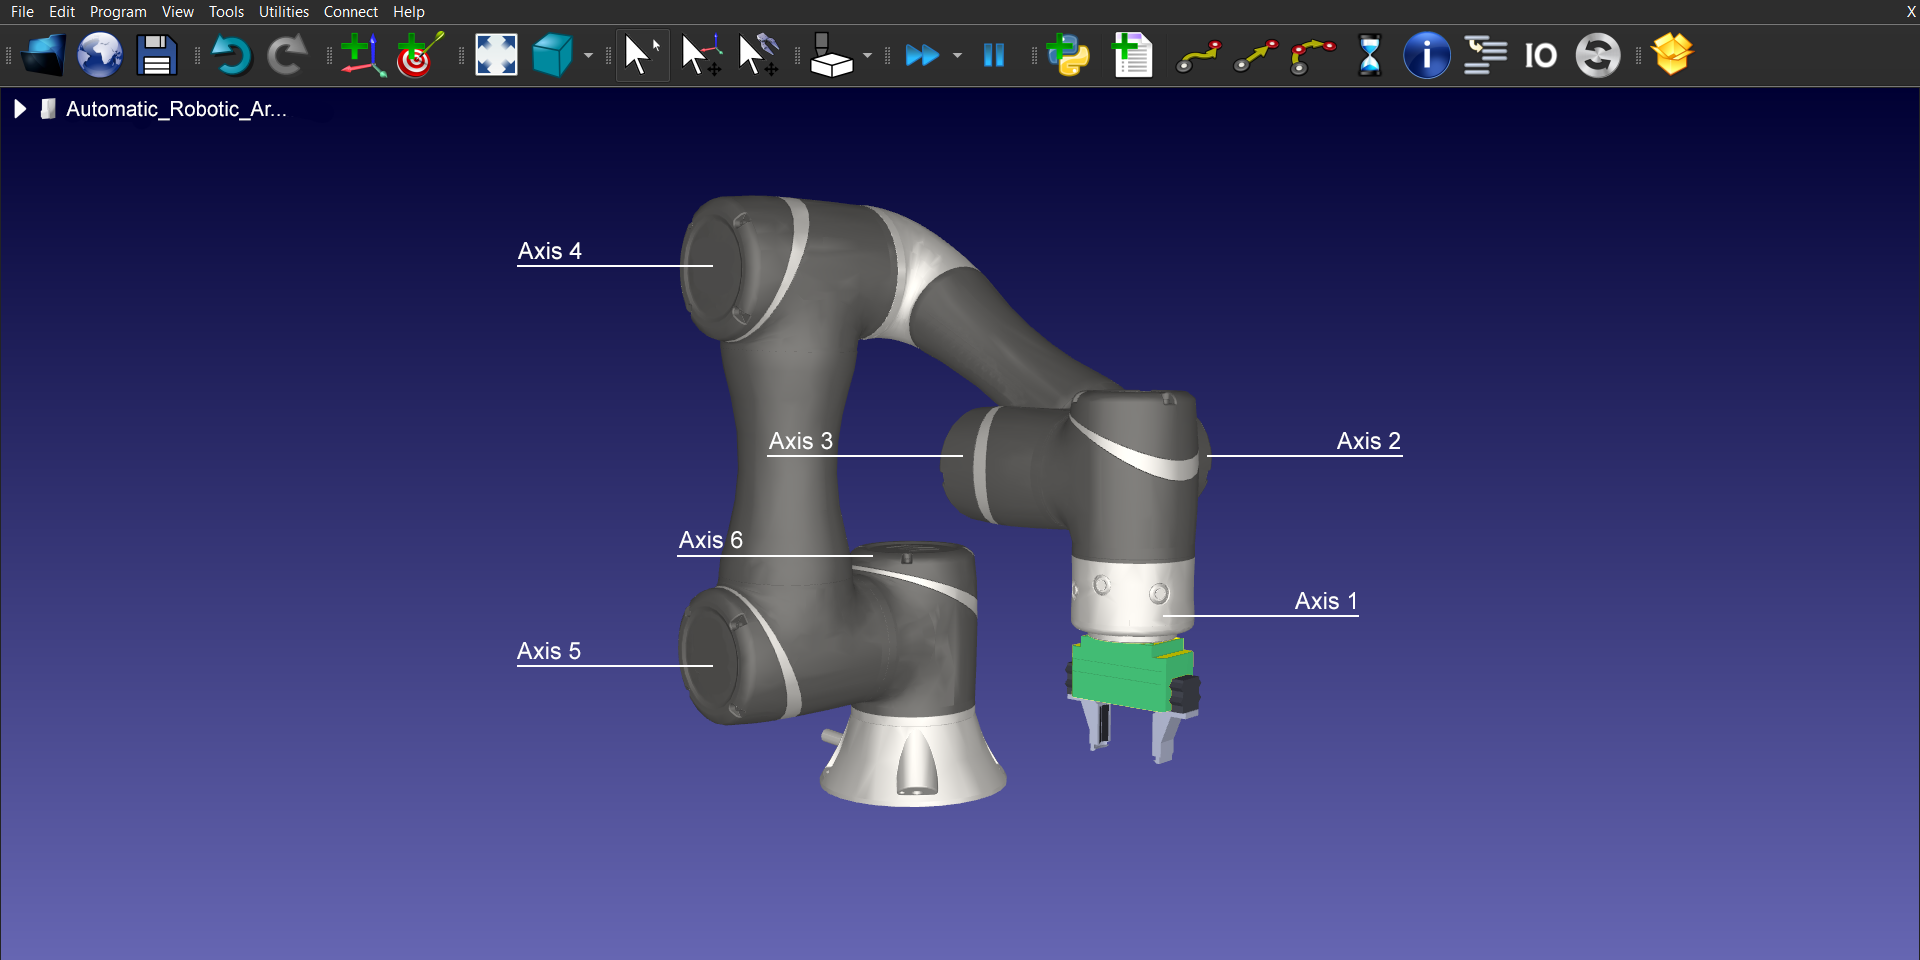 File Edit Program View Tools Utilities Connect Help X
IO
Automatic_Robotic_Ar...
Axis 4
Axis 3
Axis 2
Axis 6
Axis 1
Axis 5